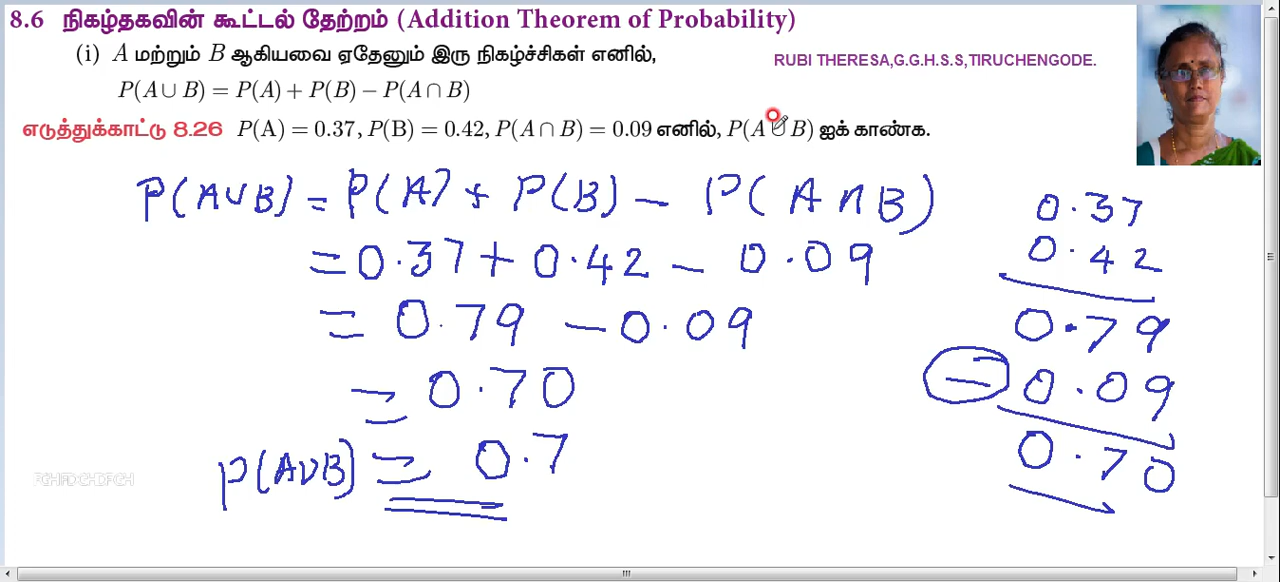 8.6 நிகழ்தகவின் கூட்டல் தேற்றம் (Addition Theorem of Probability)
(i) A மற்றும் B ஆகியவை ஏதேனும் இரு நிகழ்ச்சிகள் எனில்,
RUBI THERESA,G.G.H.S.S,TIRUCHENGODE.
P(A∪B) = P(A) + P(B) − P(A∩B)
எடுத்துக்காட்டு 8.26 P(A) = 0.37, P(B) = 0.42, P(A∩B) = 0.09 எனில், P(A∪B) ஐக் காண்க.
P(A∪B) = P(A) + P(B) − P(A∩B)
= 0.37 + 0.42 − 0.09
= 0.79 − 0.09
= 0.70
P(A∪B) = 0.7
0.37
0.42
0.79
− 0.09
0.70